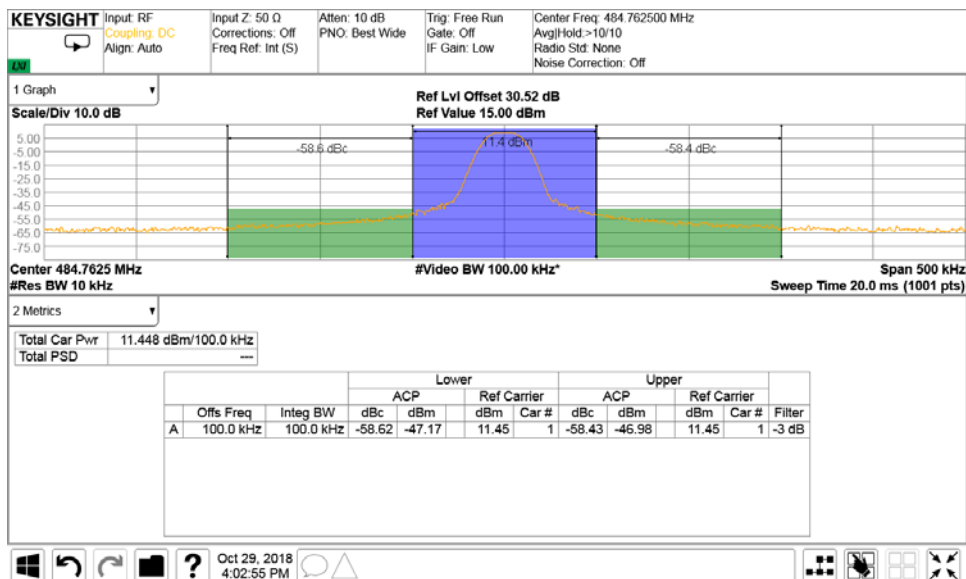 KEYSIGHT Input: RF Input Z: 50 Ω Atten: 10 dB Trig: Free Run Center Freq: 484.762500 MHz
Coupling: DC Corrections: Off PNO: Best Wide Gate: Off Avg|Hold:>10/10
Align: Auto Freq Ref: Int (S) IF Gain: Low Radio Std: None
LXI Noise Correction: Off
1 Graph
Ref Lvl Offset 30.52 dB
Scale/Div 10.0 dB Ref Value 15.00 dBm
5.00
-5.00
-15.0
-25.0
-35.0
-45.0
-55.0
-65.0
-75.0
-58.6 dBc 11.4 dBm -58.4 dBc
Center 484.7625 MHz #Video BW 100.00 kHz* Span 500 kHz
#Res BW 10 kHz Sweep Time 20.0 ms (1001 pts)
2 Metrics
Total Car Pwr 11.448 dBm/100.0 kHz
Total PSD ---
Lower Upper
ACP Ref Carrier ACP Ref Carrier
Offs Freq Integ BW dBc dBm dBm Car # dBc dBm dBm Car # Filter
A 100.0 kHz 100.0 kHz -58.62 -47.17 11.45 1 -58.43 -46.98 11.45 1 -3 dB
? Oct 29, 2018
4:02:55 PM